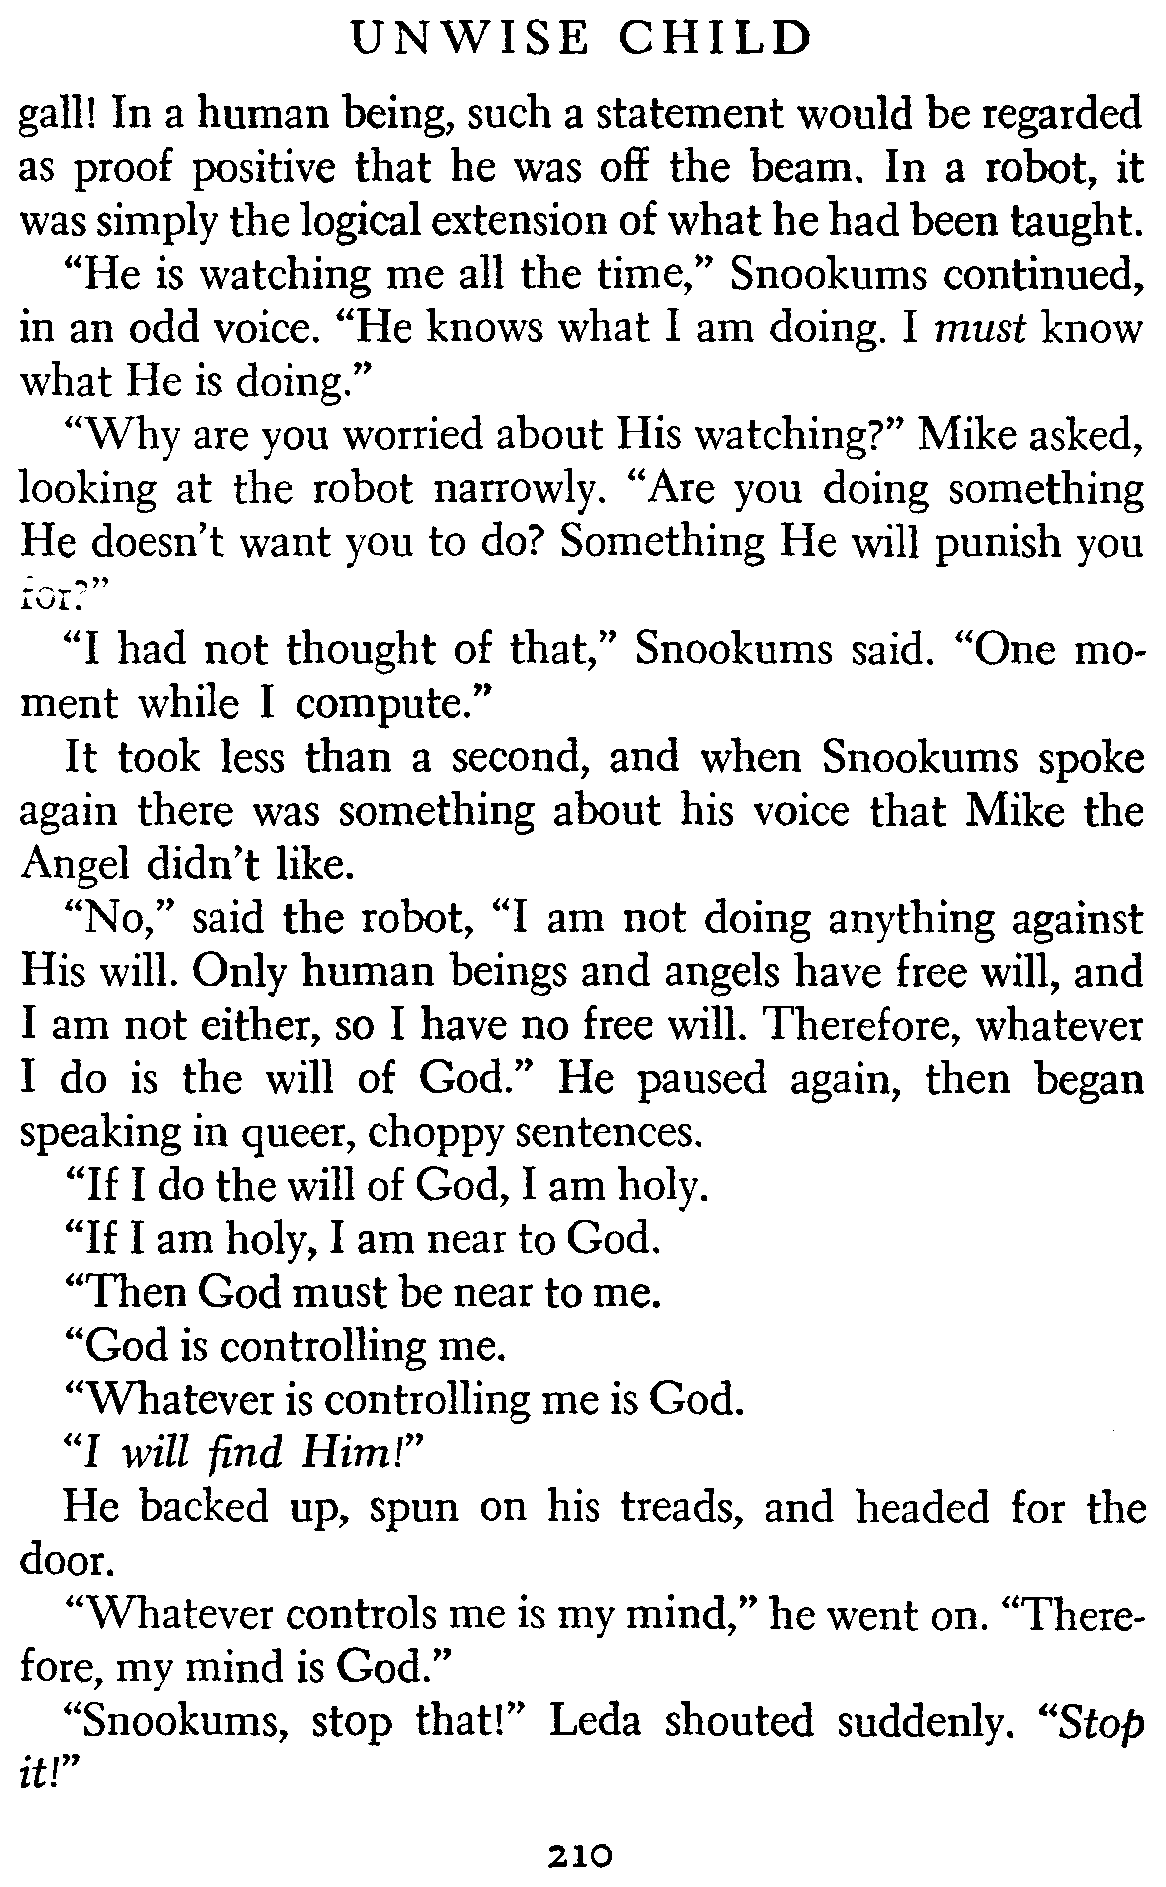 UNWISE CHILD
gall! In a human being, such a statement would be regarded
as proof positive that he was off the beam. In a robot, it
was simply the logical extension of what he had been taught.
“He is watching me all the time,” Snookums continued,
in an odd voice. “He knows what I am doing. I must know
what He is doing.”
“Why are you worried about His watching?” Mike asked,
looking at the robot narrowly. “Are you doing something
He doesn’t want you to do? Something He will punish you
for?”
“I had not thought of that,” Snookums said. “One mo-
ment while I compute.”
It took less than a second, and when Snookums spoke
again there was something about his voice that Mike the
Angel didn’t like.
“No,” said the robot, “I am not doing anything against
His will. Only human beings and angels have free will, and
I am not either, so I have no free will. Therefore, whatever
I do is the will of God.” He paused again, then began
speaking in queer, choppy sentences.
“If I do the will of God, I am holy.
“If I am holy, I am near to God.
“Then God must be near to me.
“God is controlling me.
“Whatever is controlling me is God.
“I will find Him!”
He backed up, spun on his treads, and headed for the
door.
“Whatever controls me is my mind,” he went on. “There-
fore, my mind is God.”
“Snookums, stop that!” Leda shouted suddenly. “Stop
it!”
210